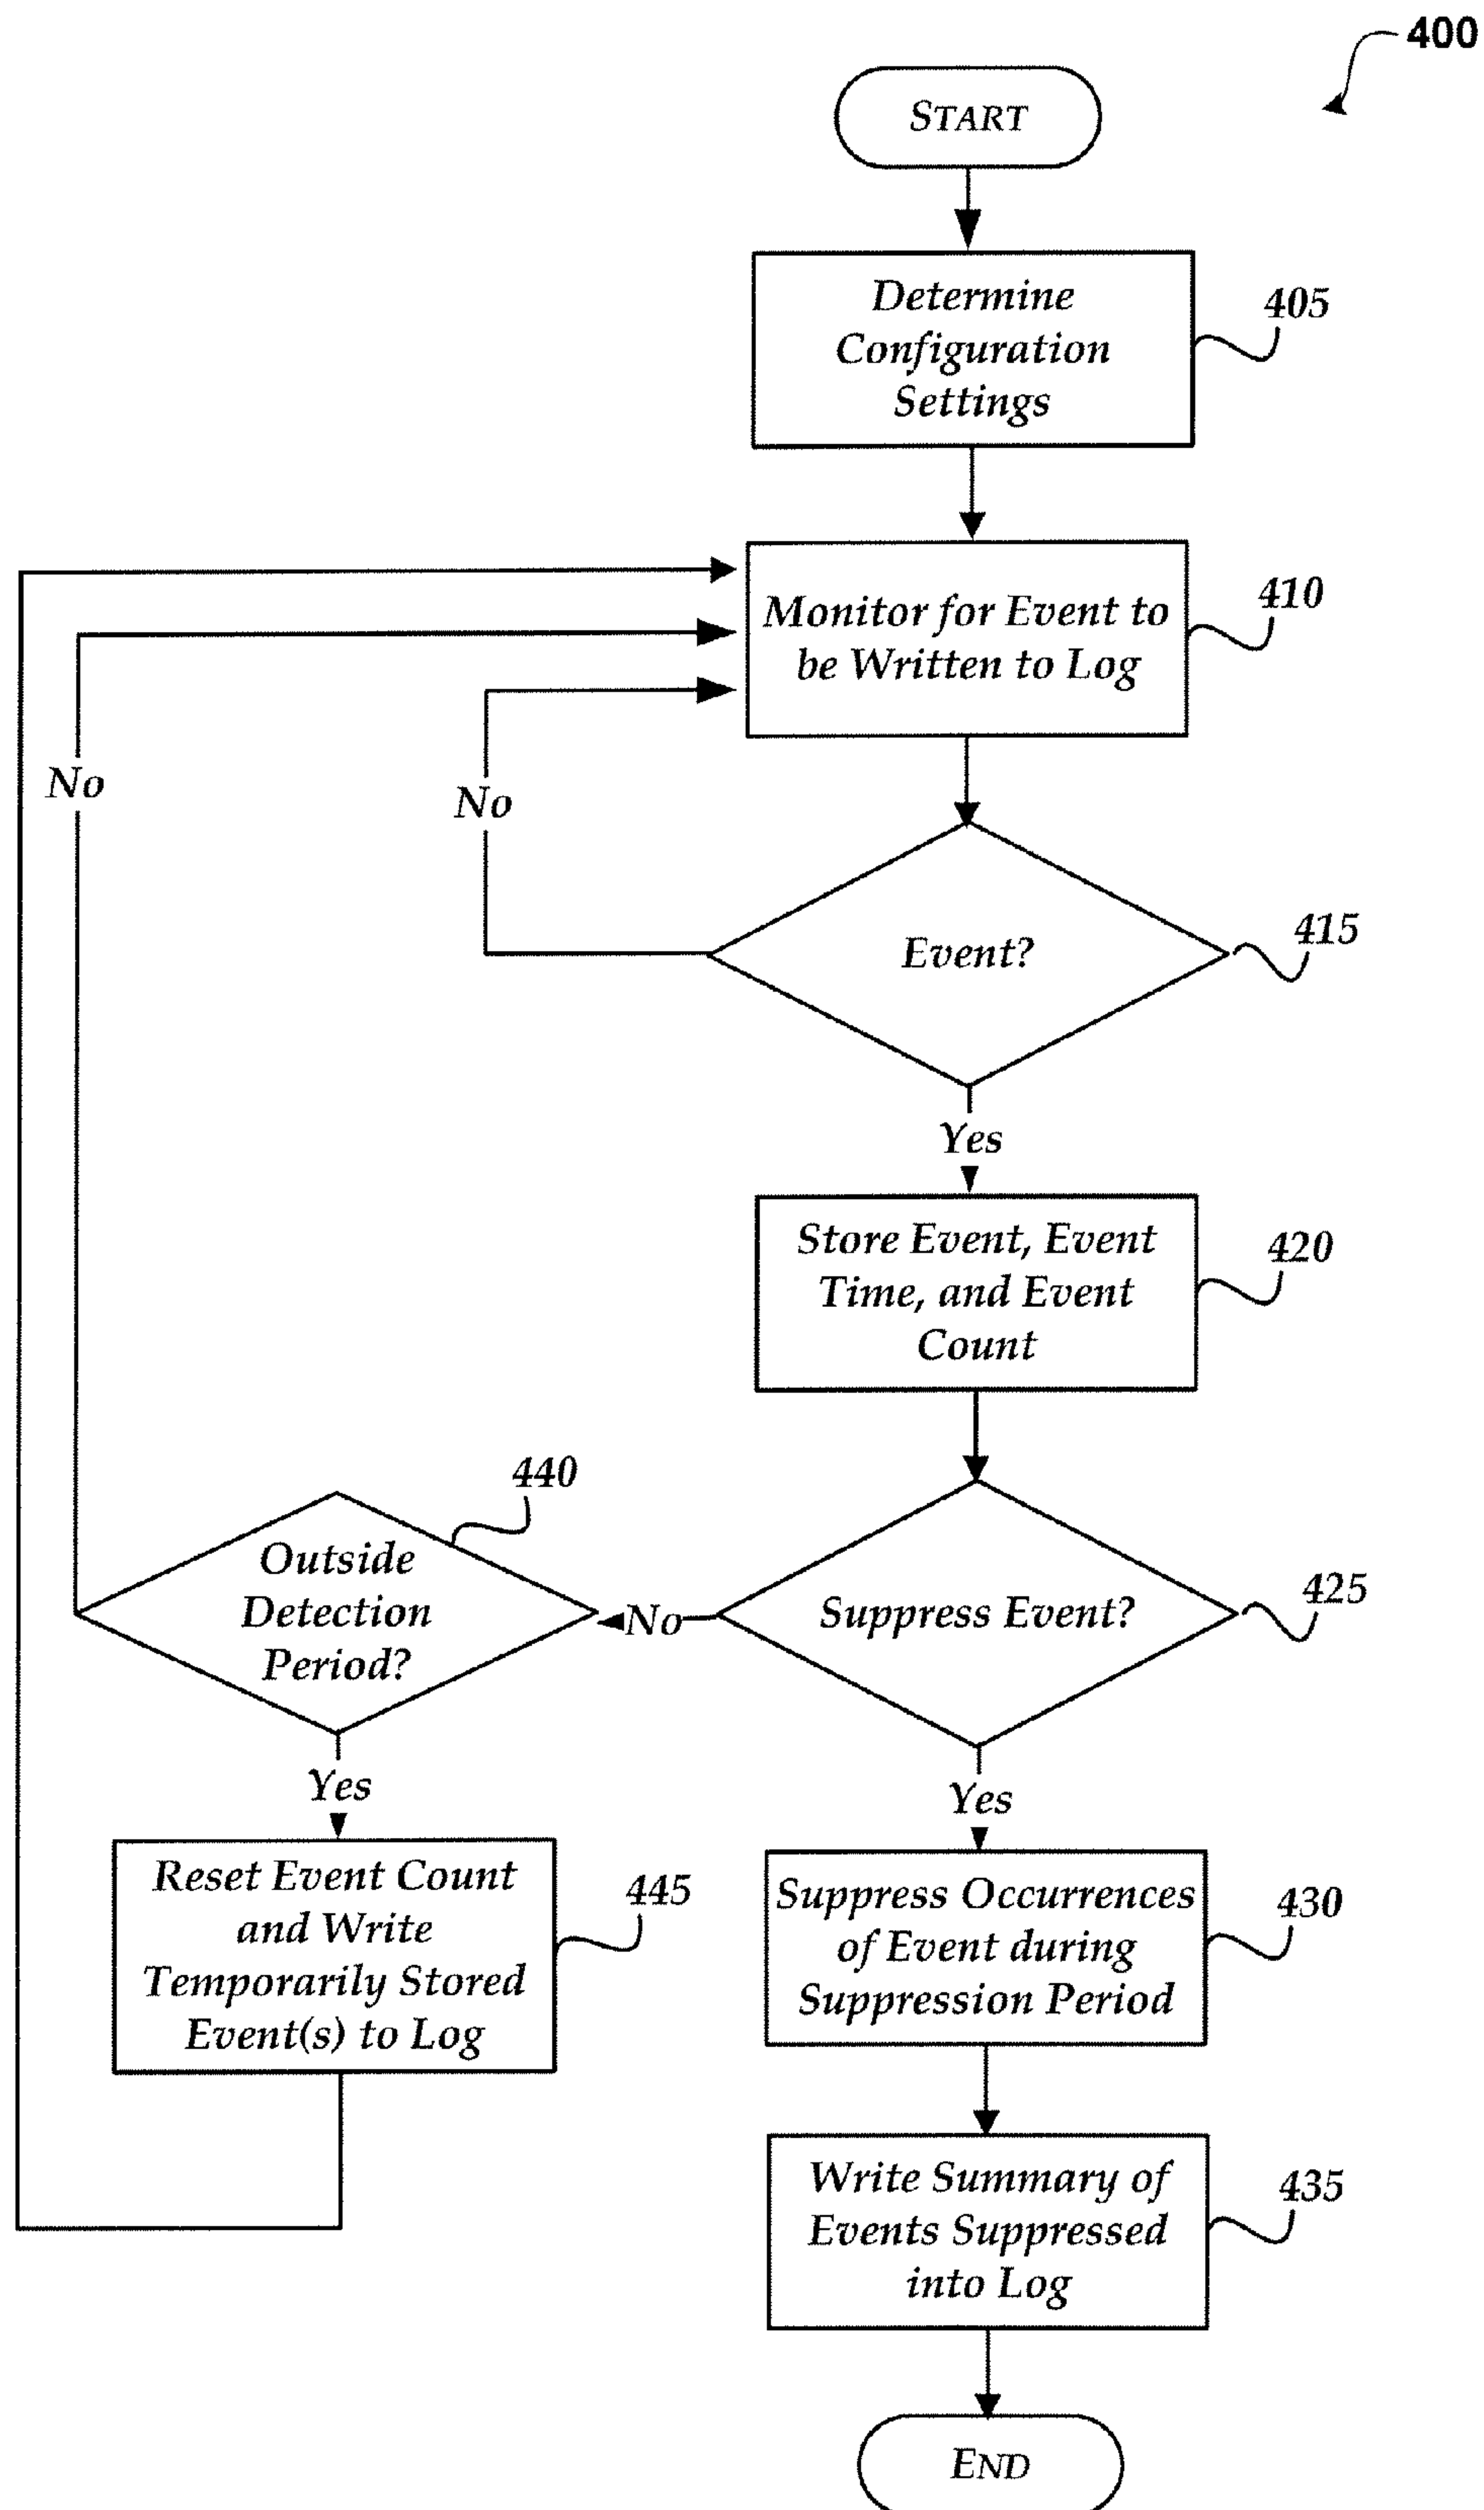 400
START
Determine
Configuration
Settings
405
Monitor for Event to
be Written to Log
410
No
No
Event?
415
Yes
Store Event, Event
Time, and Event
Count
420
440
Outside
Detection
Period?
No
Suppress Event?
425
Yes
Yes
Reset Event Count
and Write
Temporarily Stored
Event(s) to Log
445
Suppress Occurrences
of Event during
Suppression Period
430
Write Summary of
Events Suppressed
into Log
435
END